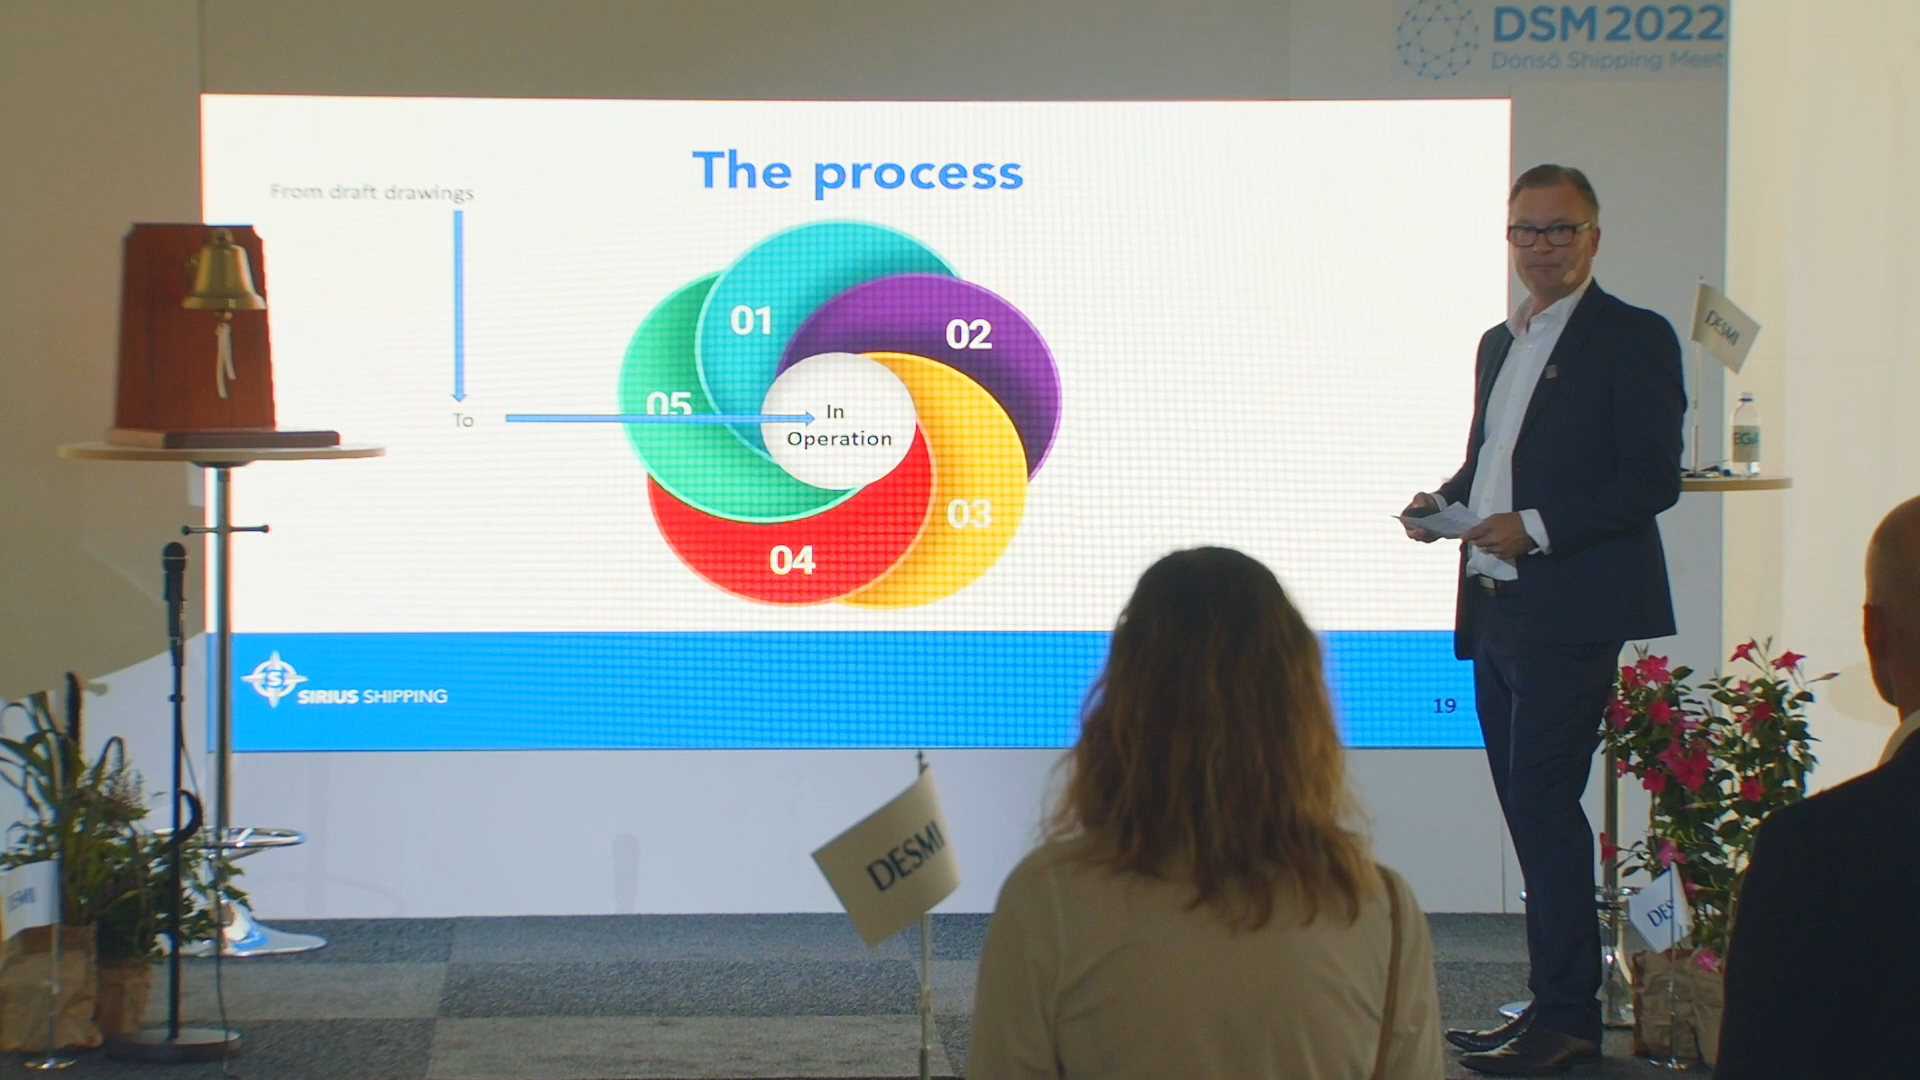 DSM2022
Donsö Shipping Meet
The process
From draft drawings
To
01
02
03
04
05
In
Operation
SIRIUS SHIPPING
19
DESMI
DESMI